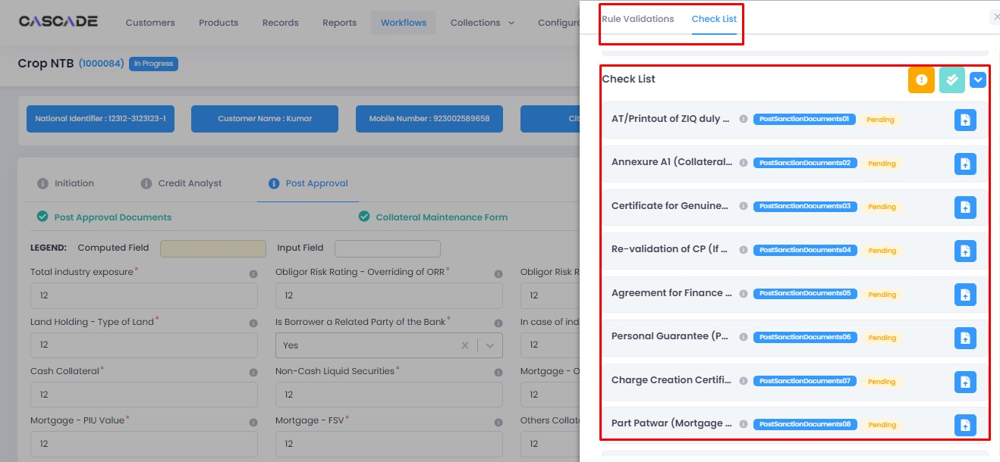 CASCADE
Customers
Products
Records
Reports
Workflows
Collections
Crop NTB (1000084) In Progress
National Identifier : 12312-3123123-1
Customer Name : Kumar
Mobile Number : 923002589658
Initiation
Credit Analyst
Post Approval
Post Approval Documents
Collateral Maintenance Form
LEGEND: Computed Field Input Field
Total industry exposure*
Obligor Risk Rating - Overriding of ORR*
Obligor Risk R
12
12
12
Land Holding - Type of Land*
Is Borrower a Related Party of the Bank*
In case of ind
12
Yes
12
Cash Collateral*
Non-Cash Liquid Securities*
Mortgage - O
12
12
12
Mortgage - PIU Value*
Mortgage - FSV*
Others Collat
12
12
12
Rule Validations
Check List
Check List
AT/Printout of ZIQ duly ... PostSanctionDocuments01 Pending
Annexure A1 (Collateral... PostSanctionDocuments02 Pending
Certificate for Genuine... PostSanctionDocuments03 Pending
Re-validation of CP (If ... PostSanctionDocuments04 Pending
Agreement for Finance ... PostSanctionDocuments05 Pending
Personal Guarantee (P... PostSanctionDocuments06 Pending
Charge Creation Certifi... PostSanctionDocuments07 Pending
Part Patwar (Mortgage ... PostSanctionDocuments08 Pending